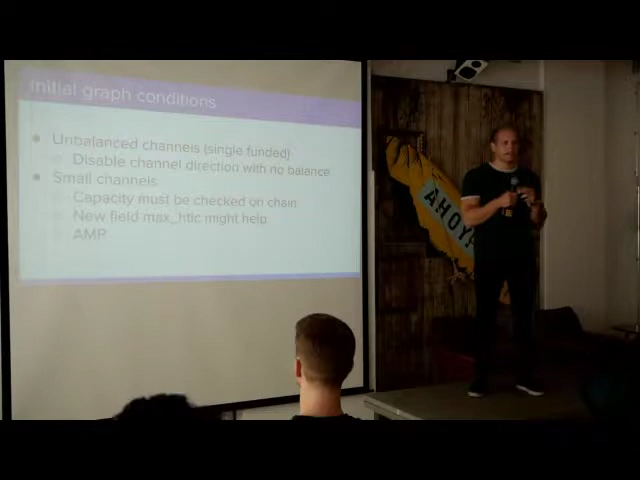 Initial graph conditions
Unbalanced channels (single funded)
Disable channel direction with no balance
Small channels
Capacity must be checked on chain
New field max_htlc might help
AMP
AHOY!